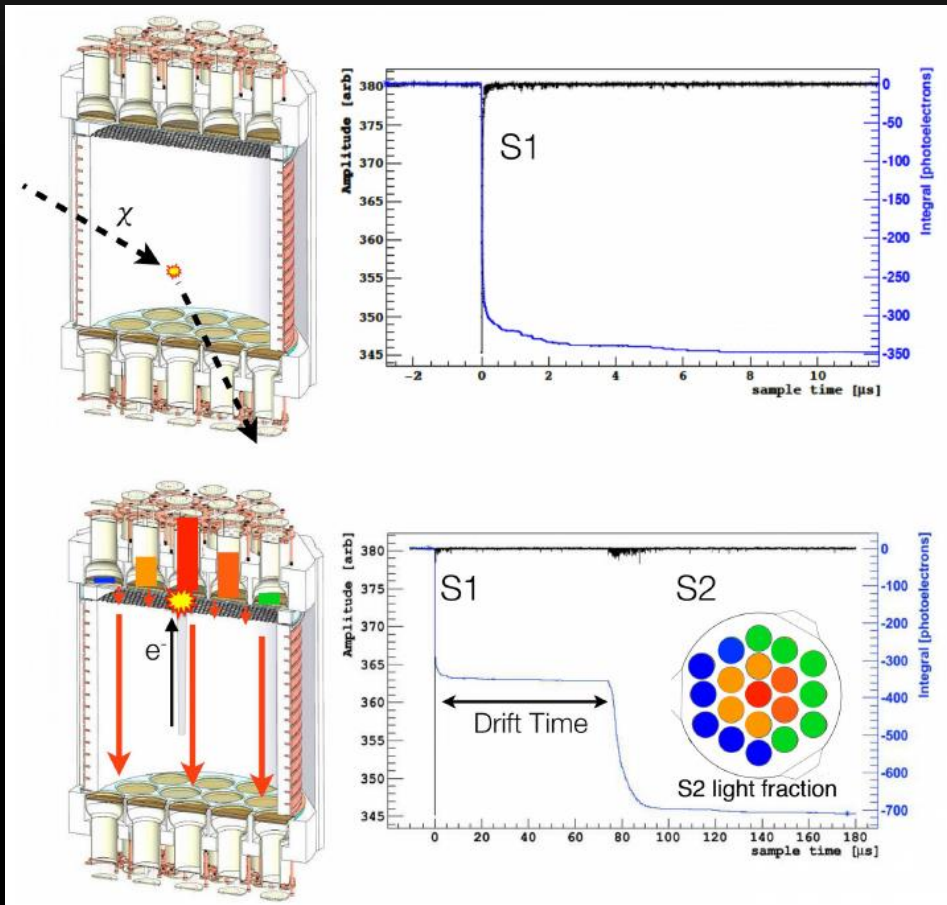 χ
Amplitude [arb]
380
375
370
365
360
355
350
345
S1
0
-50
-100
-150
-200
-250
-300
-350
Integral [photoelectrons]
-2 0 2 4 6 8 10
sample time [μs]
e⁻
Amplitude [arb]
380
375
370
365
360
355
350
345
S1
S2
Drift Time
S2 light fraction
0
-100
-200
-300
-400
-500
-600
-700
Integral [photoelectrons]
0 20 40 60 80 100 120 140 160 180
sample time [μs]